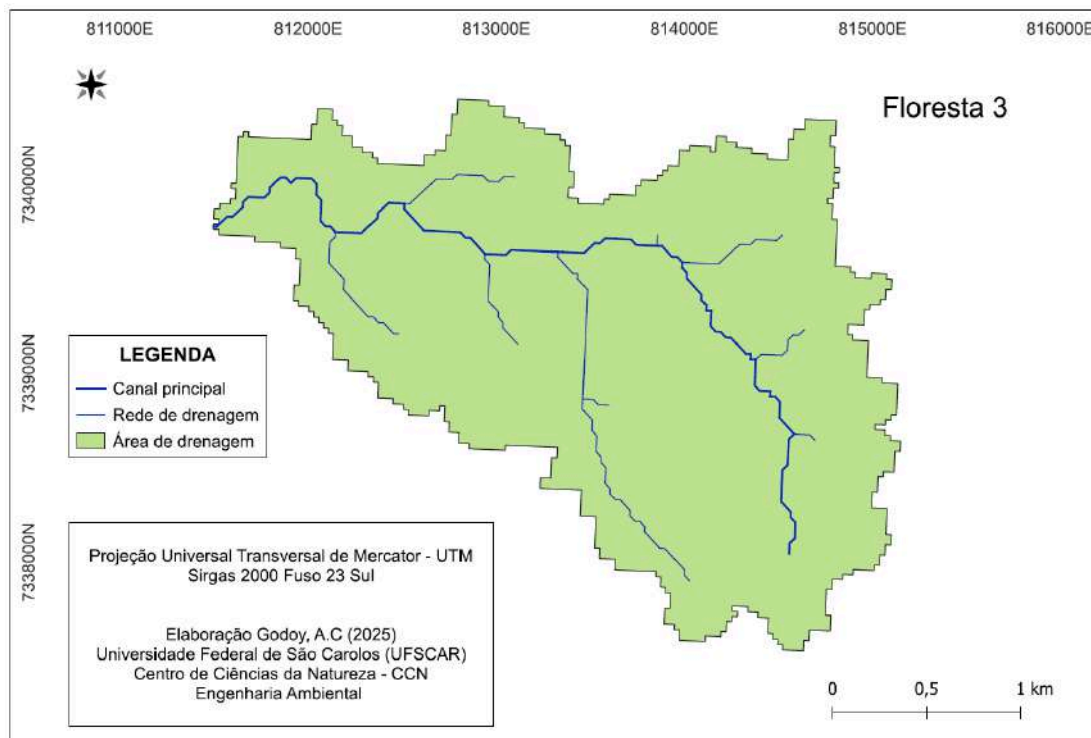 811000E 812000E 813000E 814000E 815000E 816000E
Floresta 3
7340000N
7339000N
7338000N
LEGENDA
Canal principal
Rede de drenagem
Área de drenagem
Projeção Universal Transversal de Mercator - UTM
Sirgas 2000 Fuso 23 Sul
Elaboração Godoy, A.C (2025)
Universidade Federal de São Carolos (UFSCAR)
Centro de Ciências da Natureza - CCN
Engenharia Ambiental
0 0,5 1 km